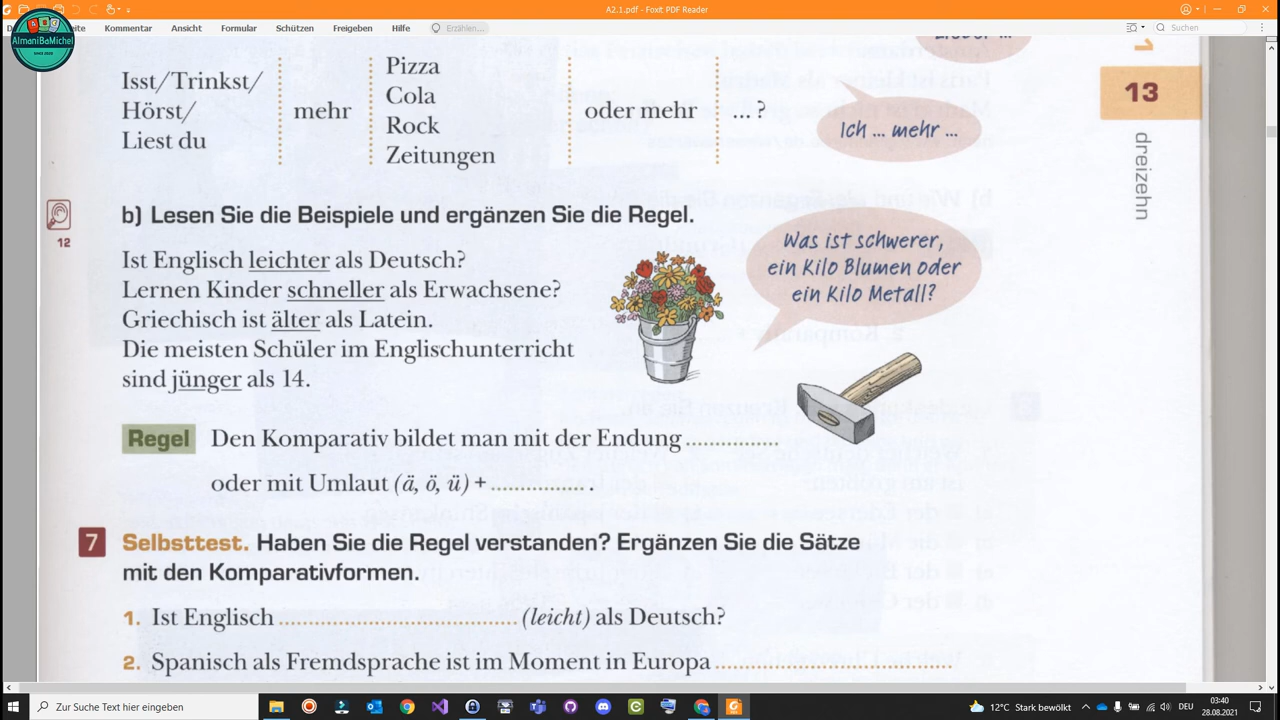 A2.1.pdf - Foxit PDF Reader
Kommentar Ansicht Formular Schützen Freigeben Hilfe Erzählen... Suchen
AlmaniBaMichel
Isst/Trinkst/
Hörst/
Liest du
mehr
Pizza
Cola
Rock
Zeitungen
oder mehr
... ?
Ich ... mehr ...
13
dreizehn
12
b) Lesen Sie die Beispiele und ergänzen Sie die Regel.
Ist Englisch leichter als Deutsch?
Lernen Kinder schneller als Erwachsene?
Griechisch ist älter als Latein.
Die meisten Schüler im Englischunterricht
sind jünger als 14.
Was ist schwerer,
ein Kilo Blumen oder
ein Kilo Metall?
Regel Den Komparativ bildet man mit der Endung ..............
oder mit Umlaut (ä, ö, ü) + ............... .
7 Selbsttest. Haben Sie die Regel verstanden? Ergänzen Sie die Sätze
mit den Komparativformen.
1. Ist Englisch ..................................... (leicht) als Deutsch?
2. Spanisch als Fremdsprache ist im Moment in Europa .....................................
Zur Suche Text hier eingeben
12°C Stark bewölkt
DEU
03:40
28.08.2021